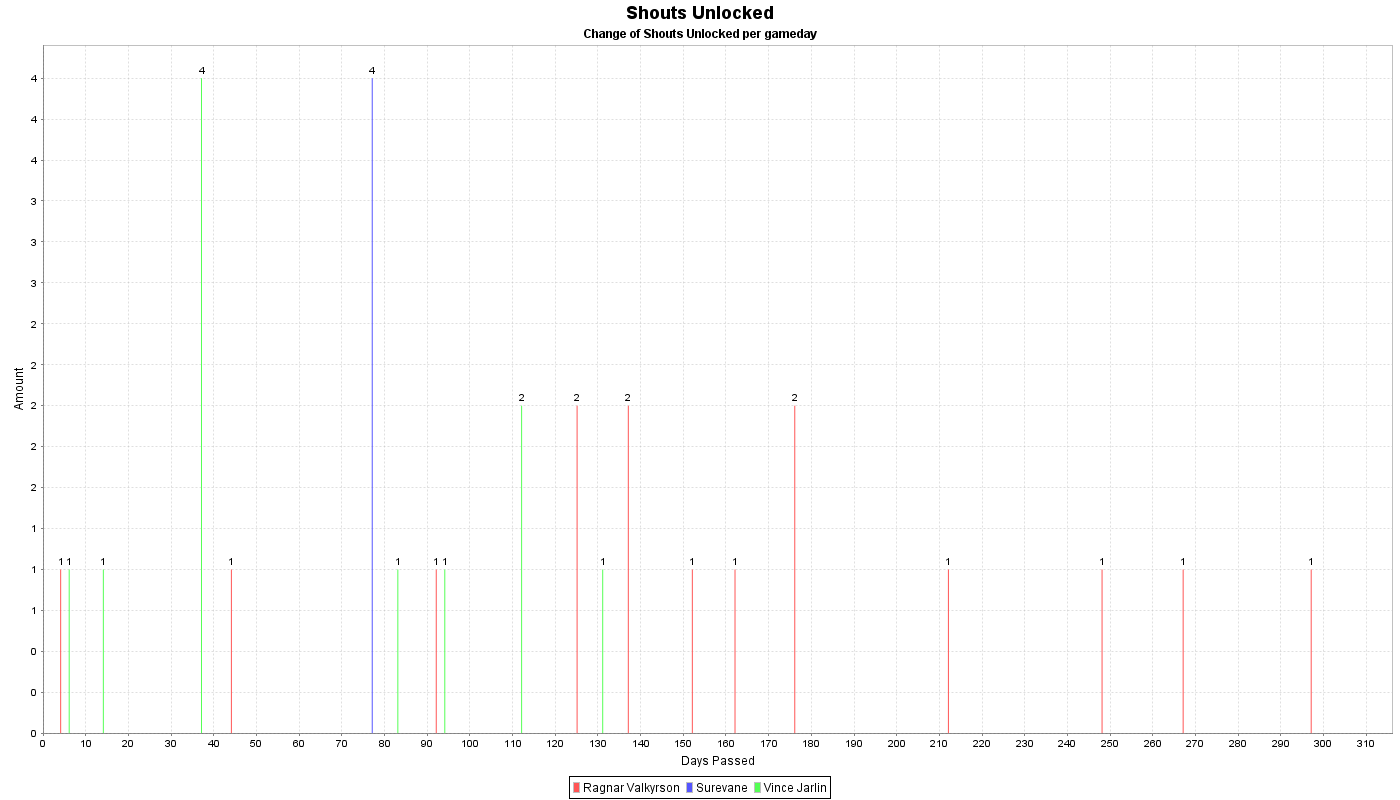 Shouts Unlocked
Change of Shouts Unlocked per gameday
4 4
4
4
4
3
3
3
2
2
2 2 2 2 2
2
2
1
1 1 1 1 1 1 1 1 1 1 1 1 1 1 1
1
0
0
0
Amount
0 10 20 30 40 50 60 70 80 90 100 110 120 130 140 150 160 170 180 190 200 210 220 230 240 250 260 270 280 290 300 310
Days Passed
Ragnar Valkyrson Surevane Vince Jarlin